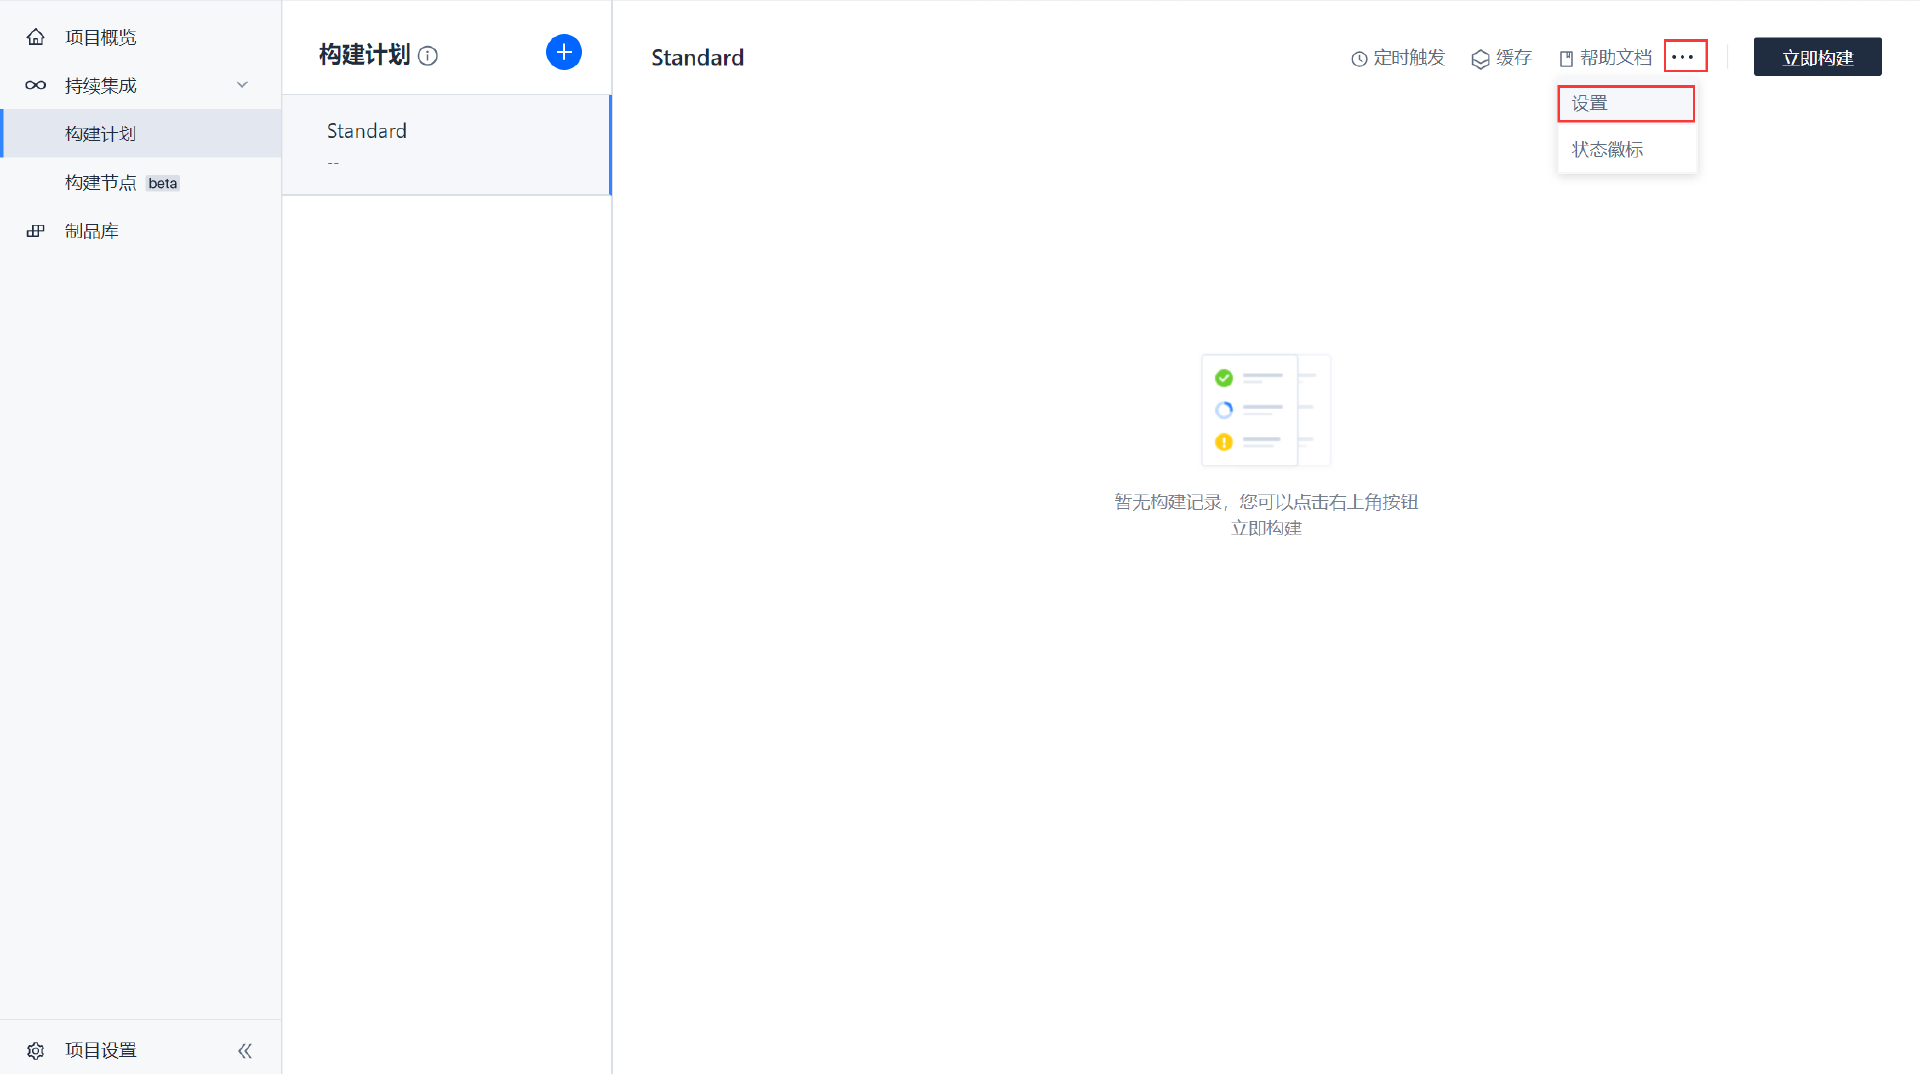 项目概览
持续集成
构建计划
构建节点 beta
制品库
项目设置
构建计划
Standard
--
Standard
定时触发
缓存
帮助文档
立即构建
设置
状态徽标
暂无构建记录，您可以点击右上角按钮
立即构建